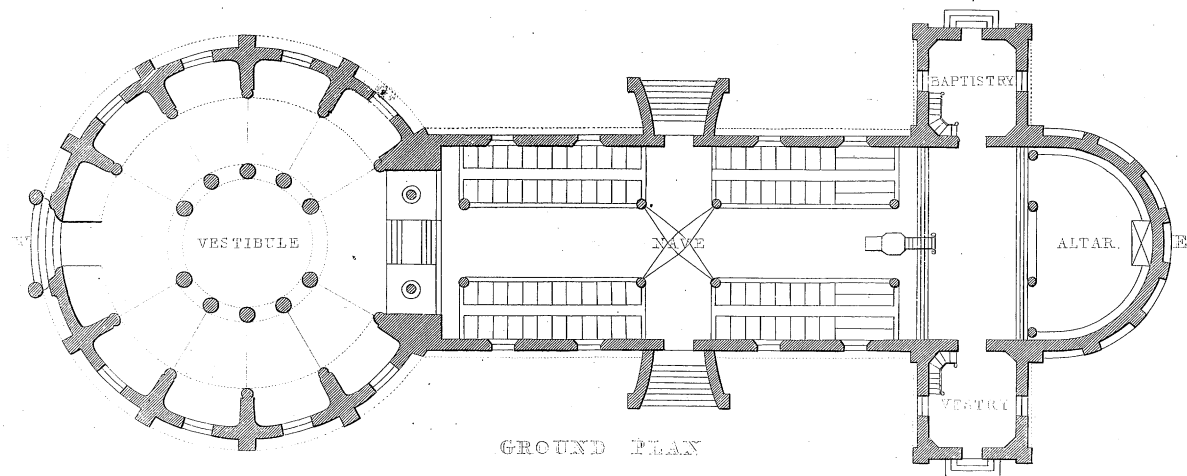 BAPTISTRY
W
VESTIBULE
NAVE
ALTAR.
E
VESTRY
GROUND PLAN